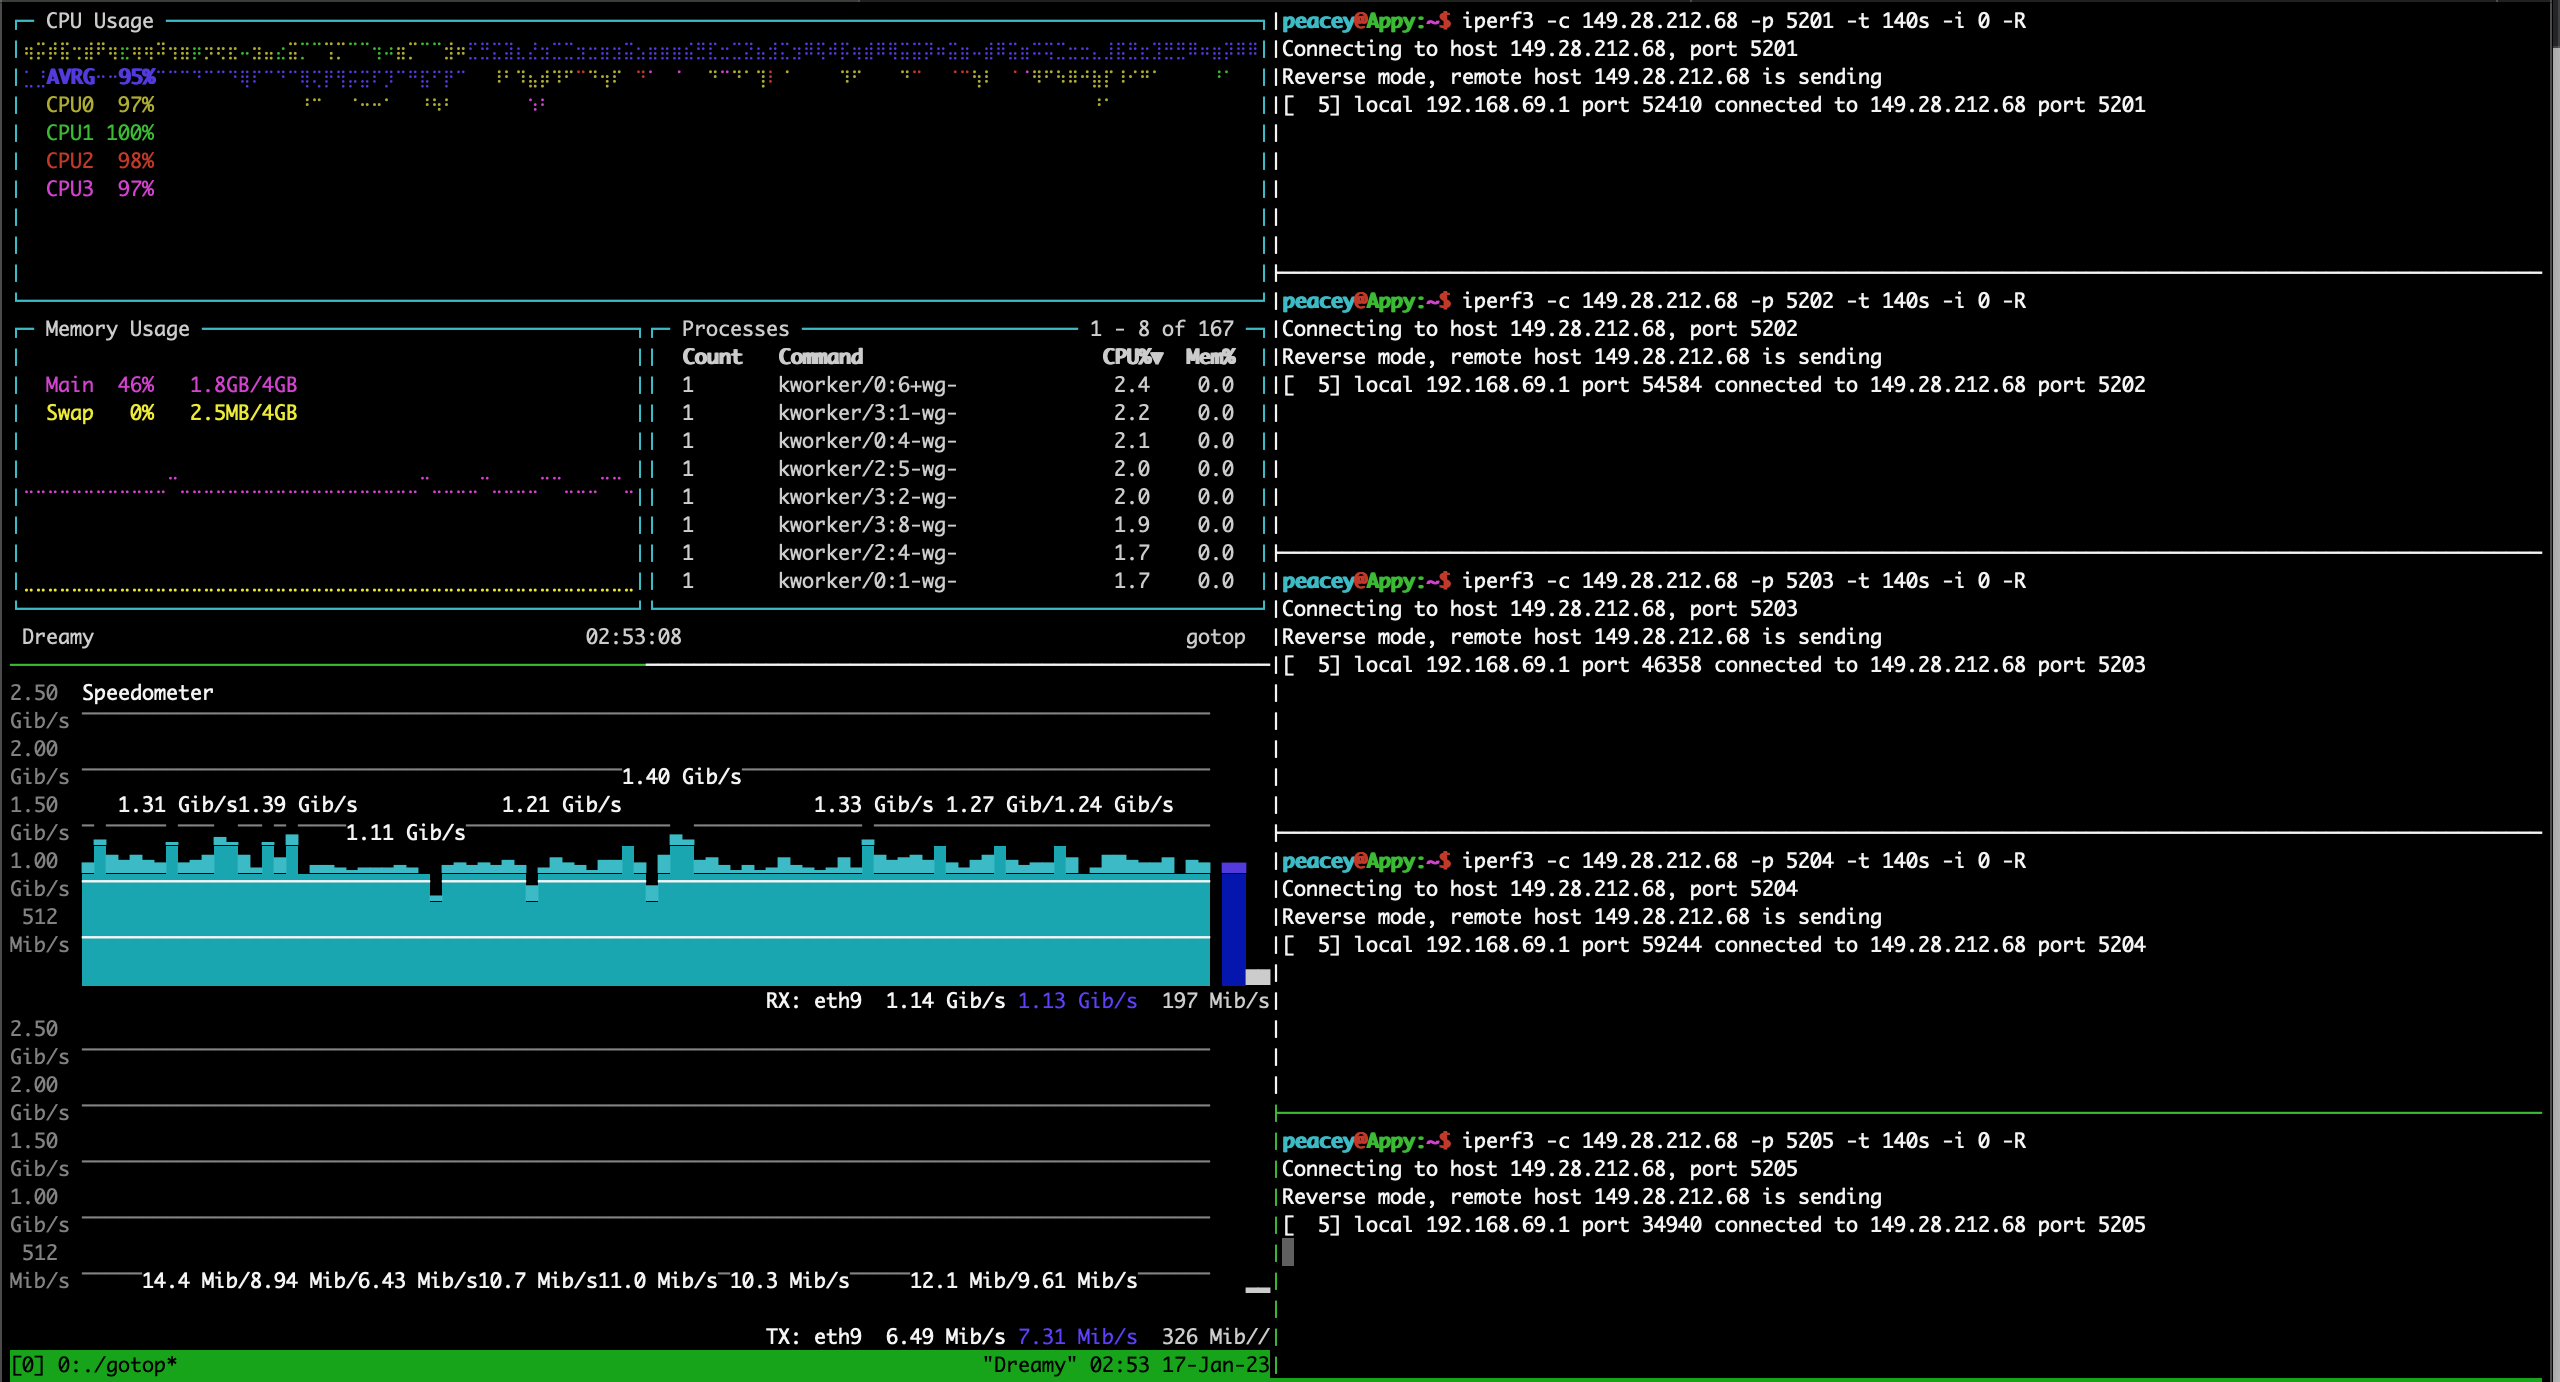 CPU Usage
AVRG 95%
CPU0 97%
CPU1 100%
CPU2 98%
CPU3 97%
Memory Usage
Main 46% 1.8GB/4GB
Swap 0% 2.5MB/4GB
Processes 1 - 8 of 167
Count Command CPU%▼ Mem%
1 kworker/0:6+wg- 2.4 0.0
1 kworker/3:1-wg- 2.2 0.0
1 kworker/0:4-wg- 2.1 0.0
1 kworker/2:5-wg- 2.0 0.0
1 kworker/3:2-wg- 2.0 0.0
1 kworker/3:8-wg- 1.9 0.0
1 kworker/2:4-wg- 1.7 0.0
1 kworker/0:1-wg- 1.7 0.0
Dreamy 02:53:08 gotop
2.50 Speedometer
Gib/s
2.00
Gib/s 1.40 Gib/s
1.50 1.31 Gib/s1.39 Gib/s 1.21 Gib/s 1.33 Gib/s 1.27 Gib/1.24 Gib/s
Gib/s 1.11 Gib/s
1.00
Gib/s
512
Mib/s
RX: eth9 1.14 Gib/s 1.13 Gib/s 197 Mib/s
2.50
Gib/s
2.00
Gib/s
1.50
Gib/s
1.00
Gib/s
512
Mib/s 14.4 Mib/8.94 Mib/6.43 Mib/s10.7 Mib/s11.0 Mib/s 10.3 Mib/s 12.1 Mib/9.61 Mib/s
TX: eth9 6.49 Mib/s 7.31 Mib/s 326 Mib//
[0] 0:./gotop* "Dreamy" 02:53 17-Jan-23
peacey@Appy:~$ iperf3 -c 149.28.212.68 -p 5201 -t 140s -i 0 -R
Connecting to host 149.28.212.68, port 5201
Reverse mode, remote host 149.28.212.68 is sending
[  5] local 192.168.69.1 port 52410 connected to 149.28.212.68 port 5201
peacey@Appy:~$ iperf3 -c 149.28.212.68 -p 5202 -t 140s -i 0 -R
Connecting to host 149.28.212.68, port 5202
Reverse mode, remote host 149.28.212.68 is sending
[  5] local 192.168.69.1 port 54584 connected to 149.28.212.68 port 5202
peacey@Appy:~$ iperf3 -c 149.28.212.68 -p 5203 -t 140s -i 0 -R
Connecting to host 149.28.212.68, port 5203
Reverse mode, remote host 149.28.212.68 is sending
[  5] local 192.168.69.1 port 46358 connected to 149.28.212.68 port 5203
peacey@Appy:~$ iperf3 -c 149.28.212.68 -p 5204 -t 140s -i 0 -R
Connecting to host 149.28.212.68, port 5204
Reverse mode, remote host 149.28.212.68 is sending
[  5] local 192.168.69.1 port 59244 connected to 149.28.212.68 port 5204
peacey@Appy:~$ iperf3 -c 149.28.212.68 -p 5205 -t 140s -i 0 -R
Connecting to host 149.28.212.68, port 5205
Reverse mode, remote host 149.28.212.68 is sending
[  5] local 192.168.69.1 port 34940 connected to 149.28.212.68 port 5205